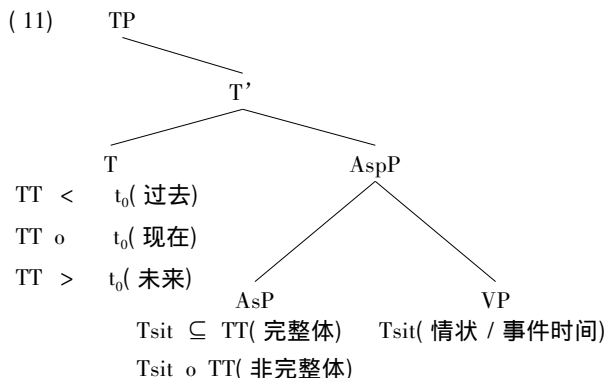 ( 11) TP
T’
T AspP
TT < t₀( 过去)
TT o t₀( 现在)
TT > t₀( 未来)
AsP VP
Tsit ⊆ TT( 完整体) Tsit( 情状 / 事件时间)
Tsit o TT( 非完整体)